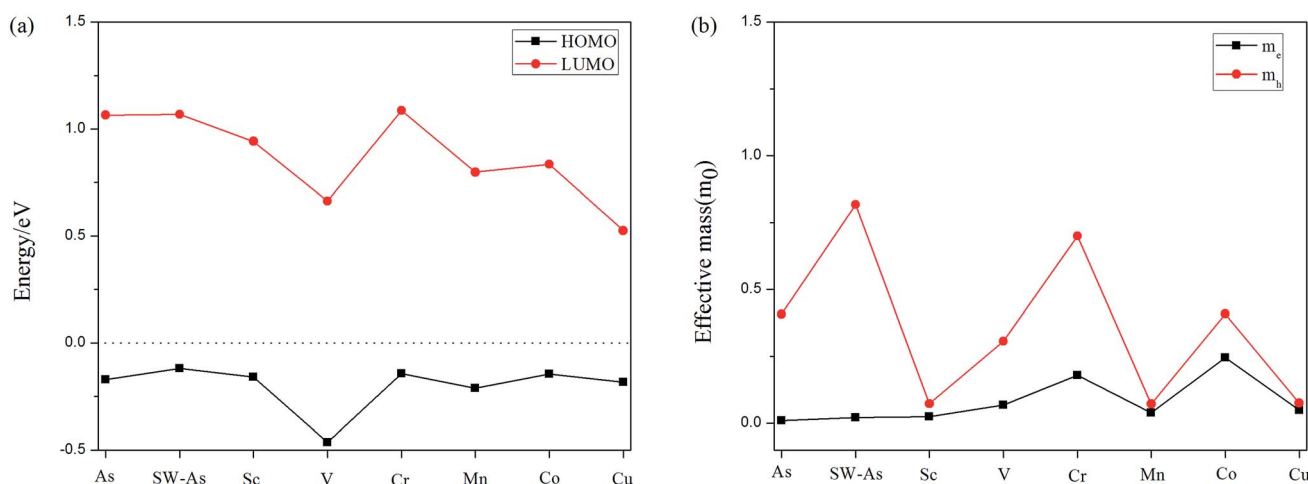 (a)
1.5
1.0
0.5
0.0
-0.5
Energy/eV
HOMO
LUMO
As SW-As Sc V Cr Mn Co Cu
(b)
1.5
1.0
0.5
0.0
Effective mass(m0)
me
mh
As SW-As Sc V Cr Mn Co Cu